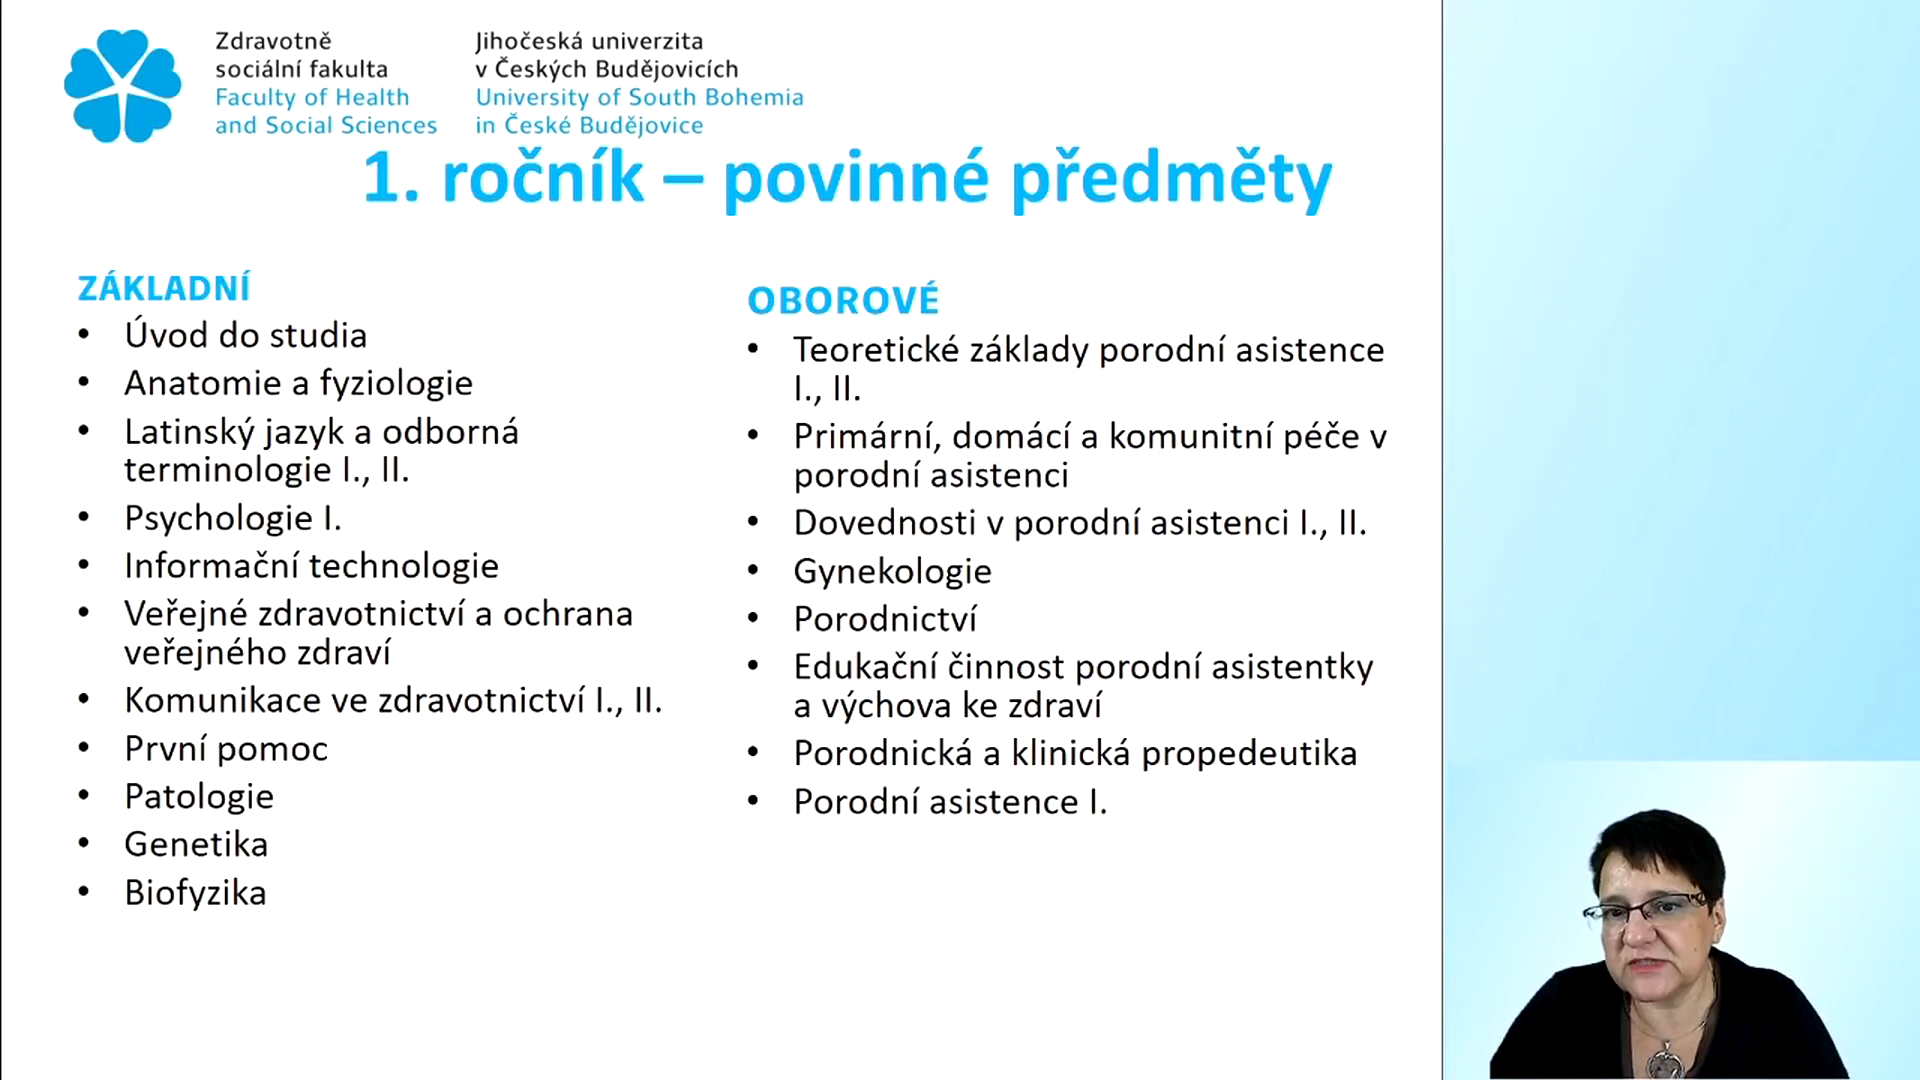 Zdravotně
sociální fakulta
Faculty of Health
and Social Sciences
Jihočeská univerzita
v Českých Budějovicích
University of South Bohemia
in České Budějovice
1. ročník – povinné předměty
ZÁKLADNÍ
• Úvod do studia
• Anatomie a fyziologie
• Latinský jazyk a odborná
terminologie I., II.
• Psychologie I.
• Informační technologie
• Veřejné zdravotnictví a ochrana
veřejného zdraví
• Komunikace ve zdravotnictví I., II.
• První pomoc
• Patologie
• Genetika
• Biofyzika
OBOROVÉ
• Teoretické základy porodní asistence
I., II.
• Primární, domácí a komunitní péče v
porodní asistenci
• Dovednosti v porodní asistenci I., II.
• Gynekologie
• Porodnictví
• Edukační činnost porodní asistentky
a výchova ke zdraví
• Porodnická a klinická propedeutika
• Porodní asistence I.